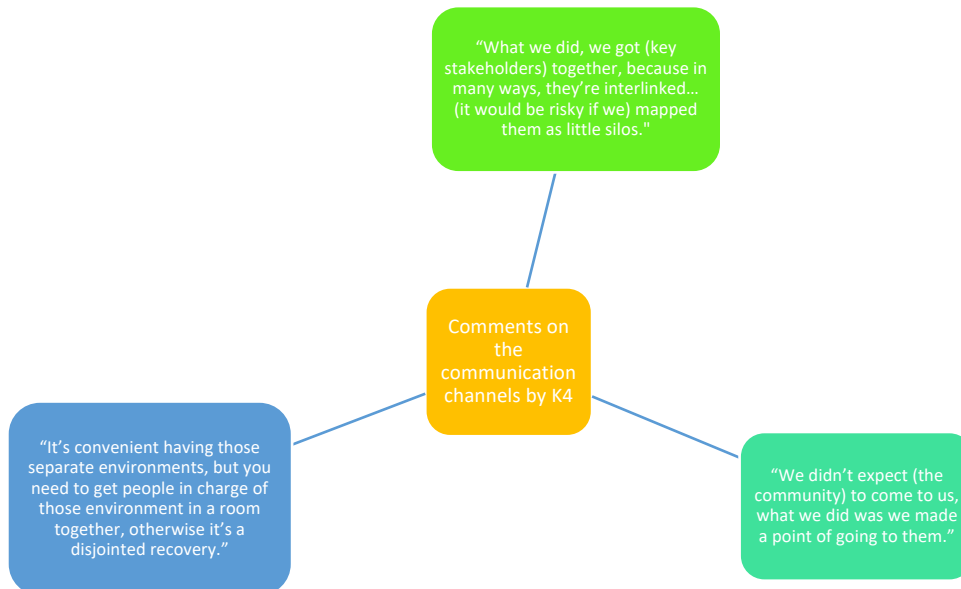 “What we did, we got (key
stakeholders) together, because in
many ways, they’re interlinked…
(it would be risky if we) mapped
them as little silos."
Comments on
the
communication
channels by K4
“It’s convenient having those
separate environments, but you
need to get people in charge of
those environment in a room
together, otherwise it’s a
disjointed recovery.”
“We didn’t expect (the
community) to come to us,
what we did was we made
a point of going to them.”